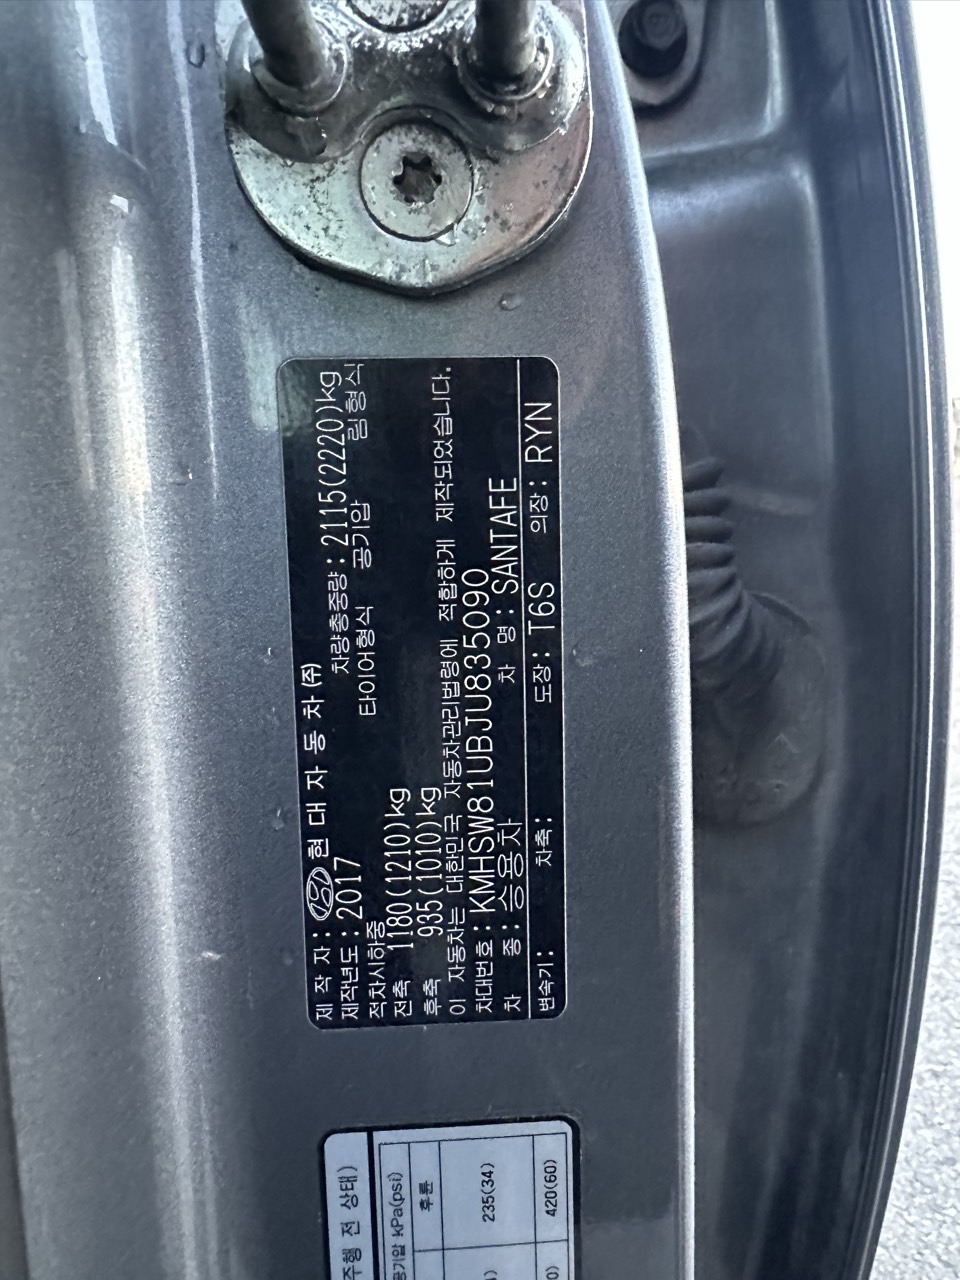 제 작 자 : 현 대 자 동 차 (주)
제작년도 : 2017 차량총중량 : 2115(2220)kg
적차시하중 타이어형식 공기압 림형식
전축 1180(1210)kg
후축 935(1010)kg
이 자동차는 대한민국 자동차관리법령에 적합하게 제작되었습니다.
차대번호 : KMHSW81UBJU835090
차 종 : 승용차 차 명 : SANTAFE
변속기 : 차축 : 도장 : T6S 의장 : RYN
주행 전 상태)
공기압 kPa(psi)
후륜
235(34)
420(60)